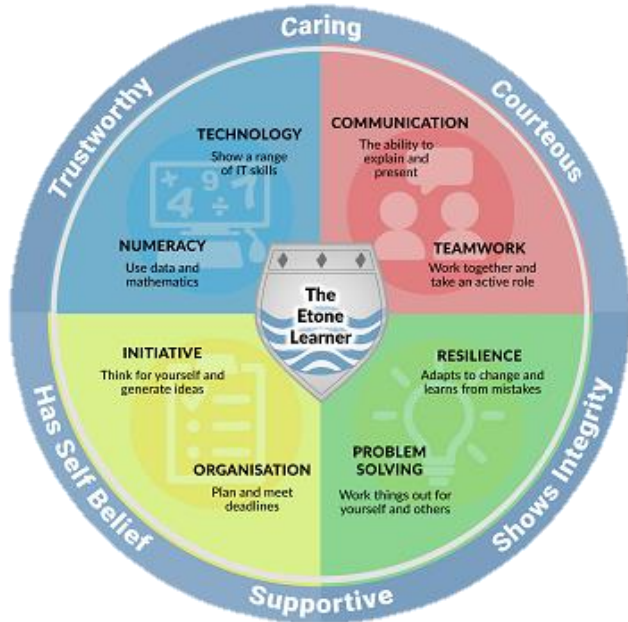 Caring
Trustworthy
Courteous
TECHNOLOGY
Show a range
of IT skills
COMMUNICATION
The ability to
explain and
present
NUMERACY
Use data and
mathematics
TEAMWORK
Work together and
take an active role
The
Etone
Learner
INITIATIVE
Think for yourself and
generate ideas
RESILIENCE
Adapts to change and
learns from mistakes
ORGANISATION
Plan and meet
deadlines
PROBLEM
SOLVING
Work things out for
yourself and others
Has Self Belief
Shows Integrity
Supportive
+ 9 7
4 ÷